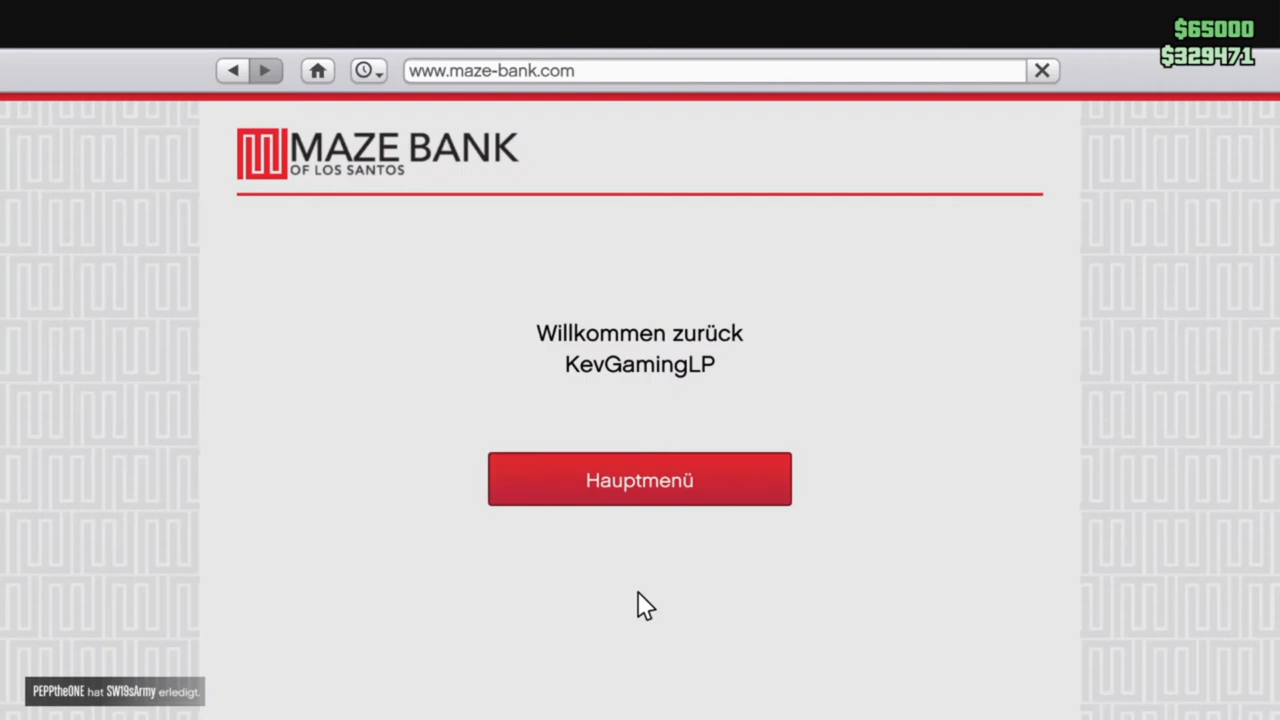 $65000
$329471
www.maze-bank.com
MAZE BANK
OF LOS SANTOS
Willkommen zurück
KevGamingLP
Hauptmenü
PEPPtheONE hat SW19sArmy erledigt.